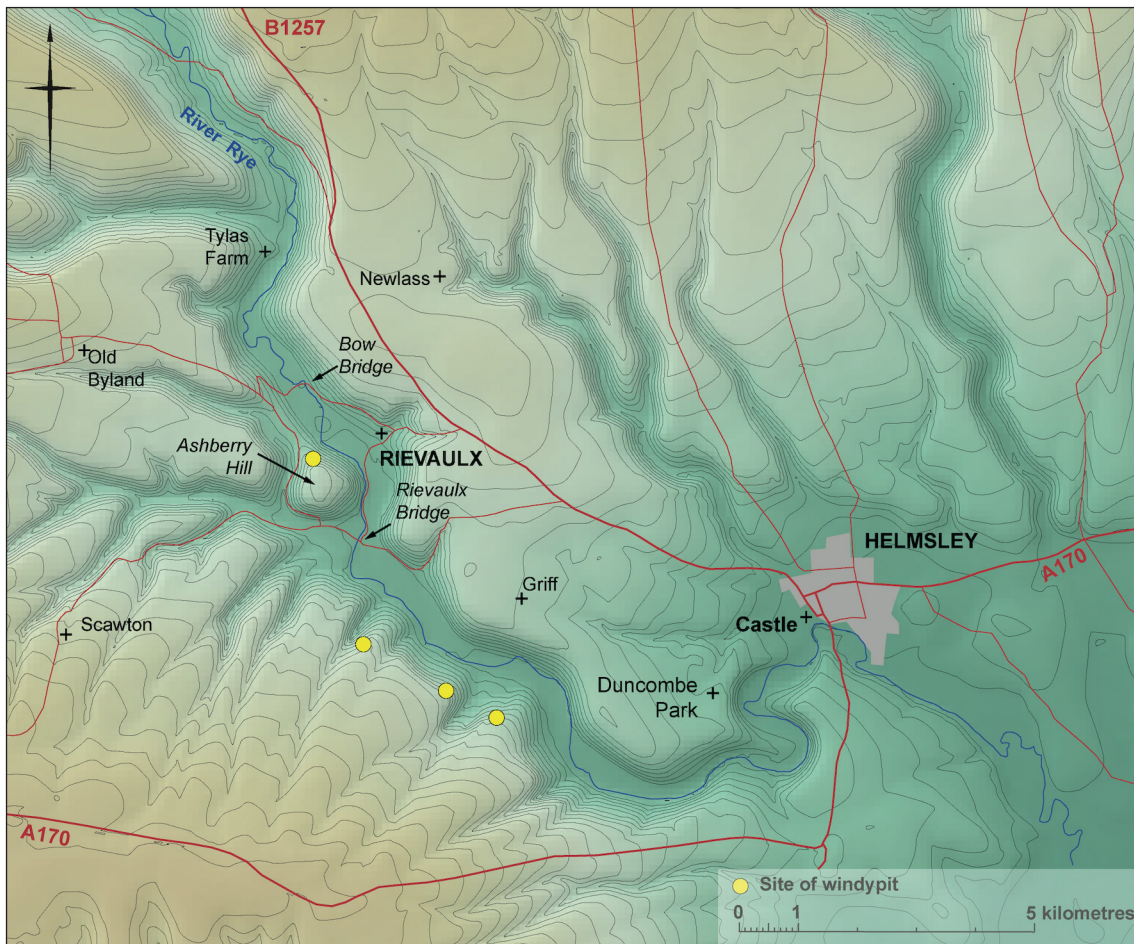 B1257
River Rye
Tylas
Farm
Newlass
Old
Byland
Bow
Bridge
Ashberry
Hill
RIEVAULX
Rievaulx
Bridge
HELMSLEY
A170
Griff
Castle
Scawton
Duncombe
Park
A170
Site of windypit
0 1 5 kilometres